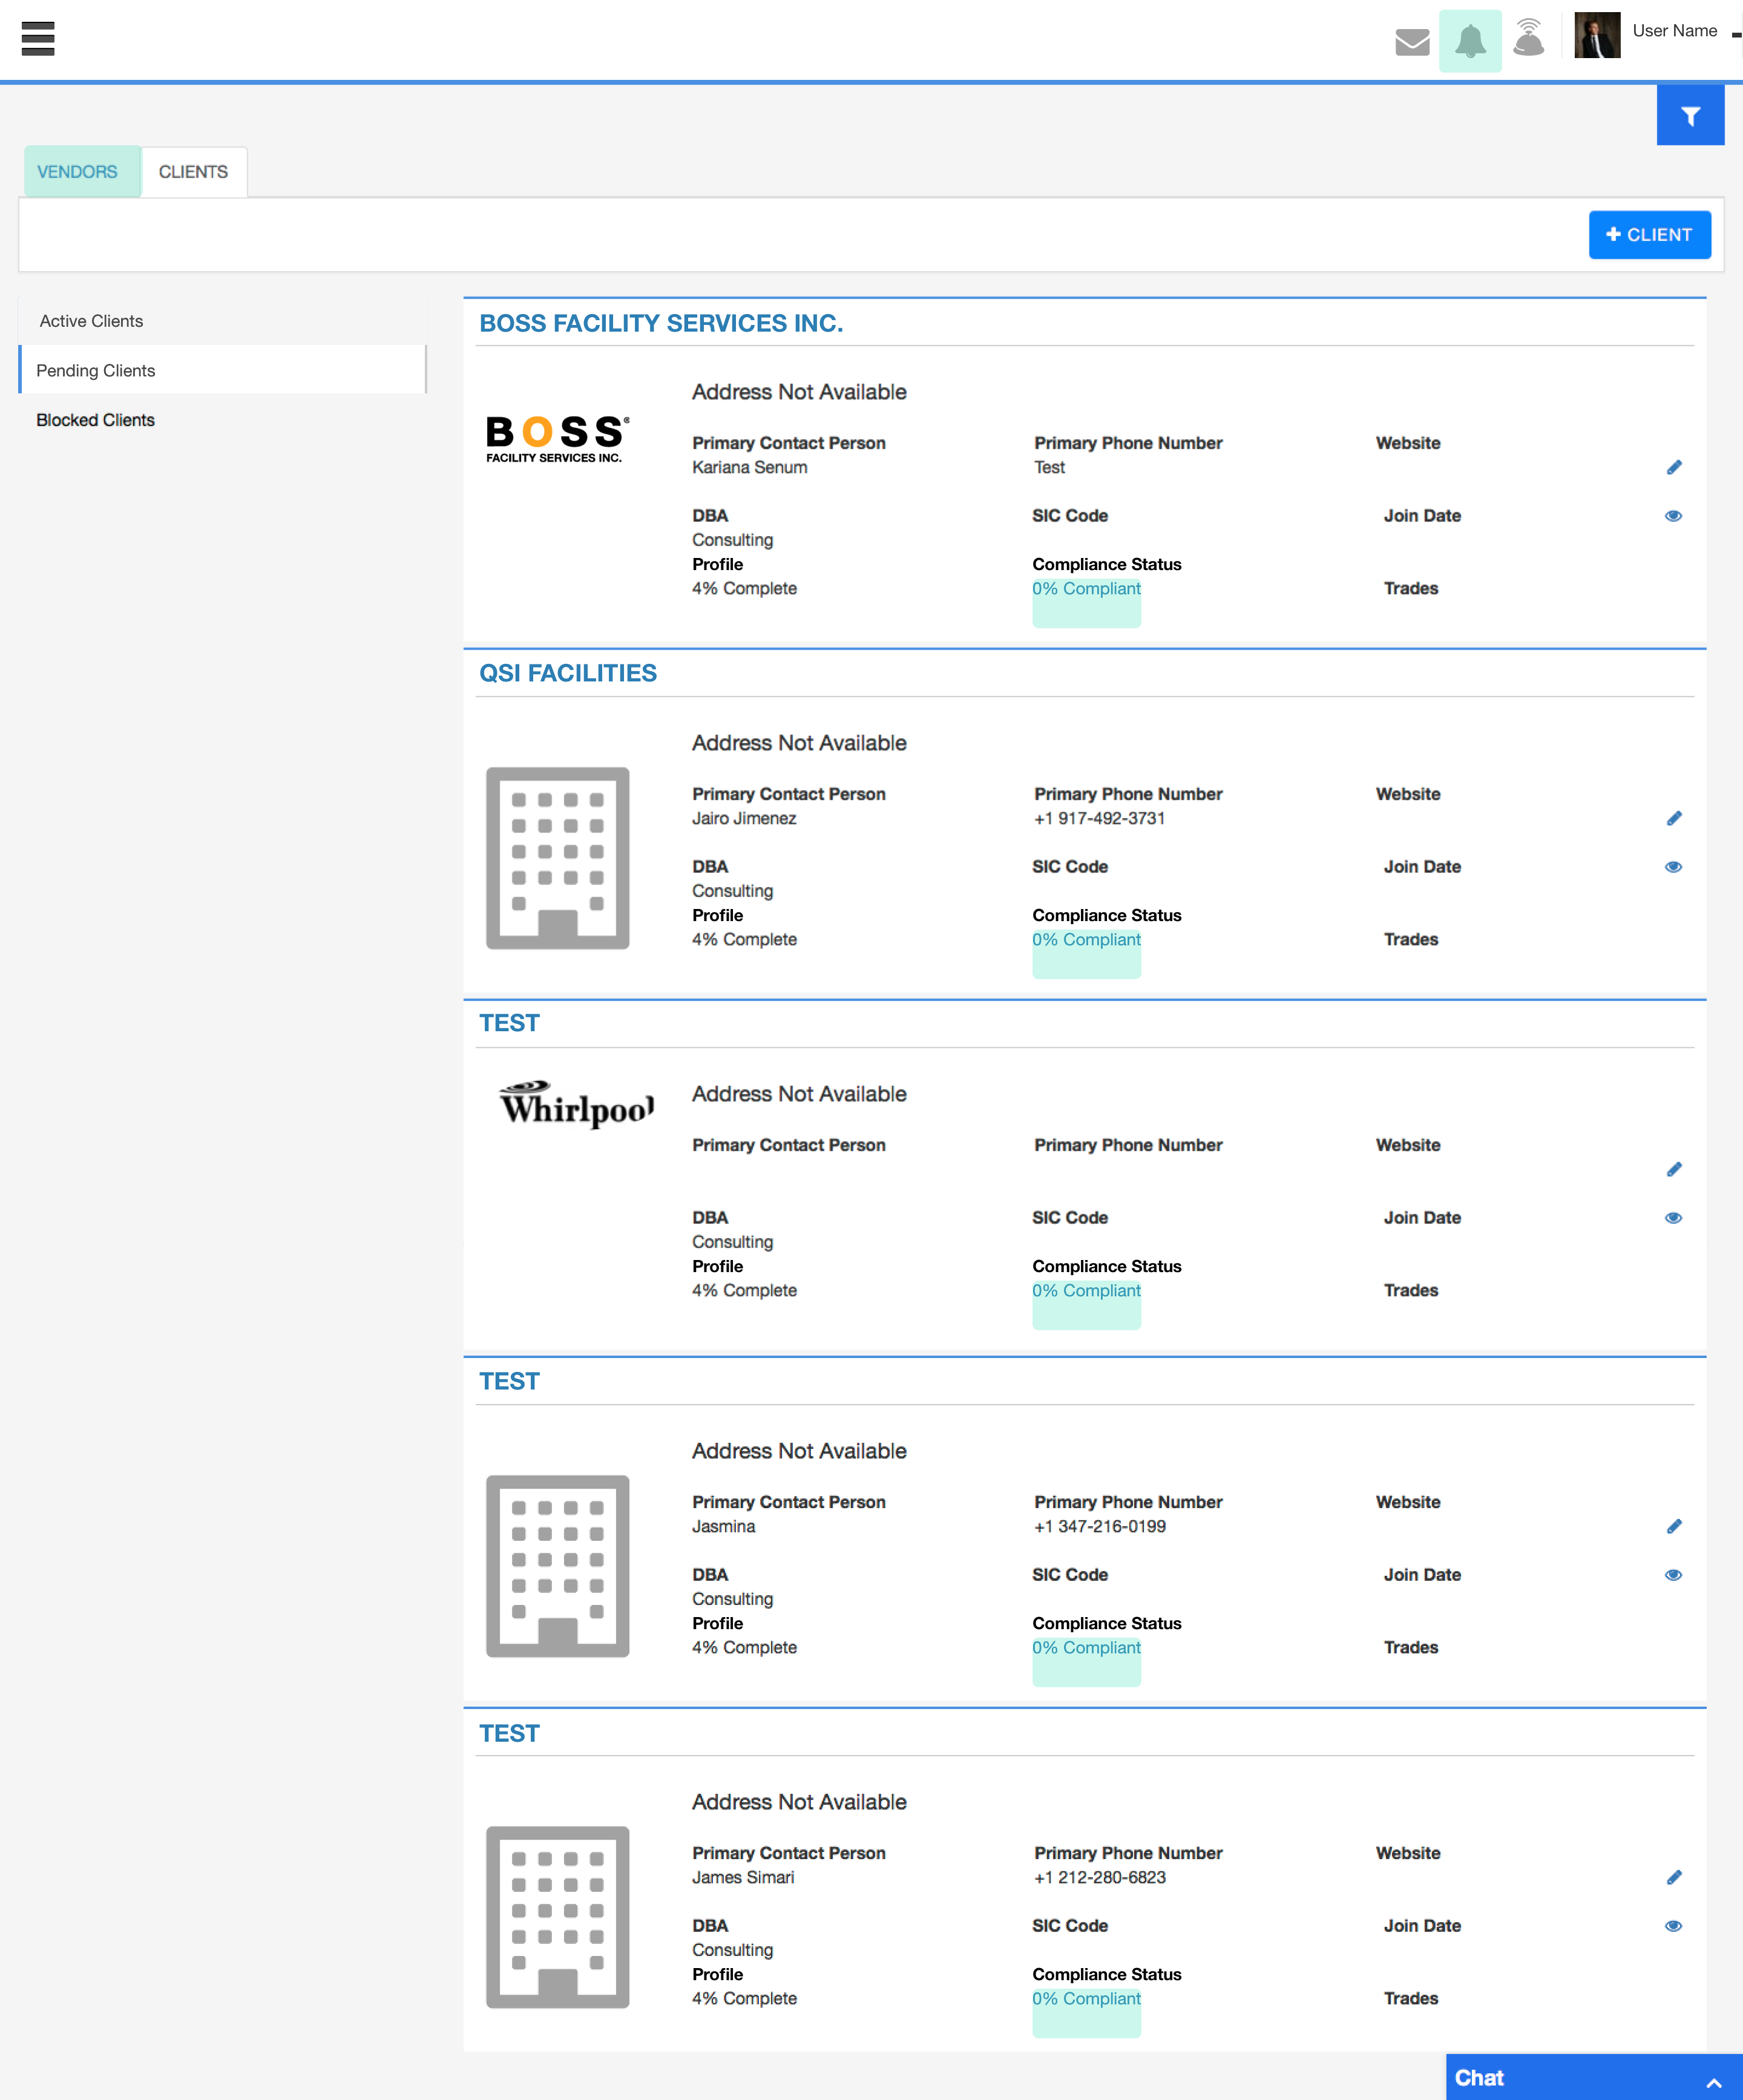 User Name
VENDORS CLIENTS
+ CLIENT
Active Clients
Pending Clients
Blocked Clients
BOSS FACILITY SERVICES INC.
BOSS®
FACILITY SERVICES INC.
Address Not Available
Primary Contact Person Primary Phone Number Website
Kariana Senum Test
DBA SIC Code Join Date
Consulting
Profile Compliance Status
4% Complete 0% Compliant Trades
QSI FACILITIES
Address Not Available
Primary Contact Person Primary Phone Number Website
Jairo Jimenez +1 917-492-3731
DBA SIC Code Join Date
Consulting
Profile Compliance Status
4% Complete 0% Compliant Trades
TEST
Whirlpool
Address Not Available
Primary Contact Person Primary Phone Number Website
DBA SIC Code Join Date
Consulting
Profile Compliance Status
4% Complete 0% Compliant Trades
TEST
Address Not Available
Primary Contact Person Primary Phone Number Website
Jasmina +1 347-216-0199
DBA SIC Code Join Date
Consulting
Profile Compliance Status
4% Complete 0% Compliant Trades
TEST
Address Not Available
Primary Contact Person Primary Phone Number Website
James Simari +1 212-280-6823
DBA SIC Code Join Date
Consulting
Profile Compliance Status
4% Complete 0% Compliant Trades
Chat